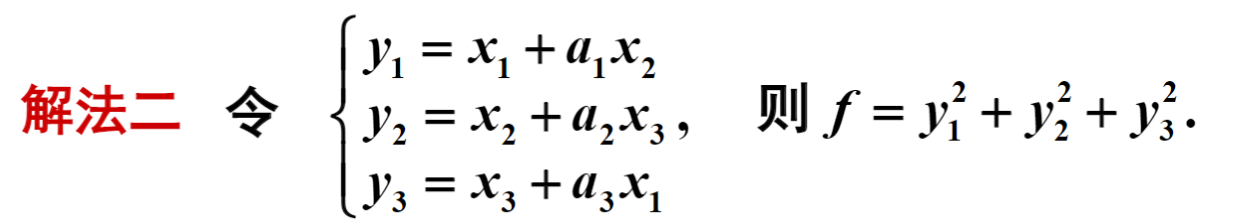 解法二 令 { y₁ = x₁ + a₁x₂
y₂ = x₂ + a₂x₃ , 则 f = y₁² + y₂² + y₃².
y₃ = x₃ + a₃x₁